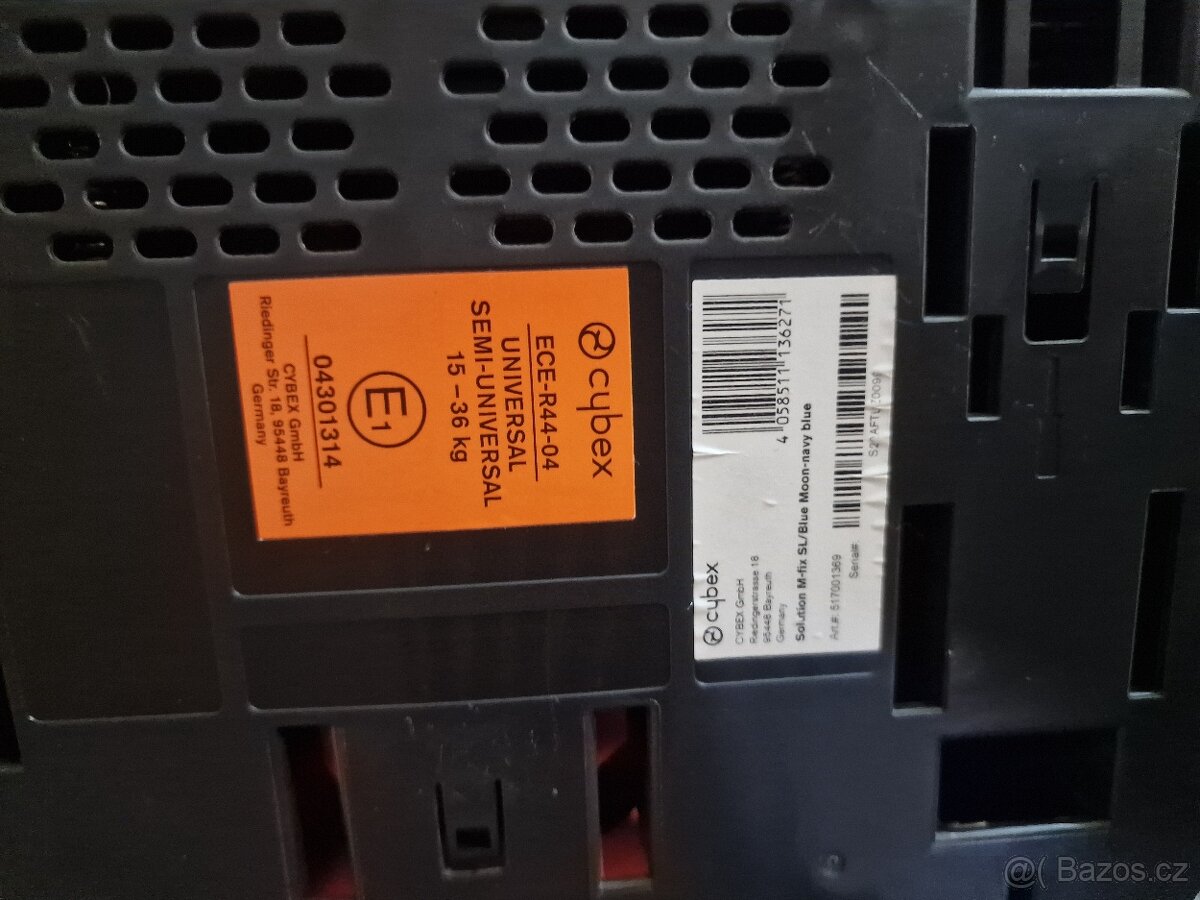 cybex
ECE-R44-04
UNIVERSAL
SEMI-UNIVERSAL
15 – 36 kg
E1
04301314
CYBEX GmbH
Riedinger Str. 18, 95448 Bayreuth
Germany
cybex
CYBEX GmbH
Riedingerstrasse 18
95448 Bayreuth
Germany
4 058511 136271
Solution M-fix SL/Blue Moon-navy blue
Art.#: 517001369
Serial#:
@( Bazos.cz